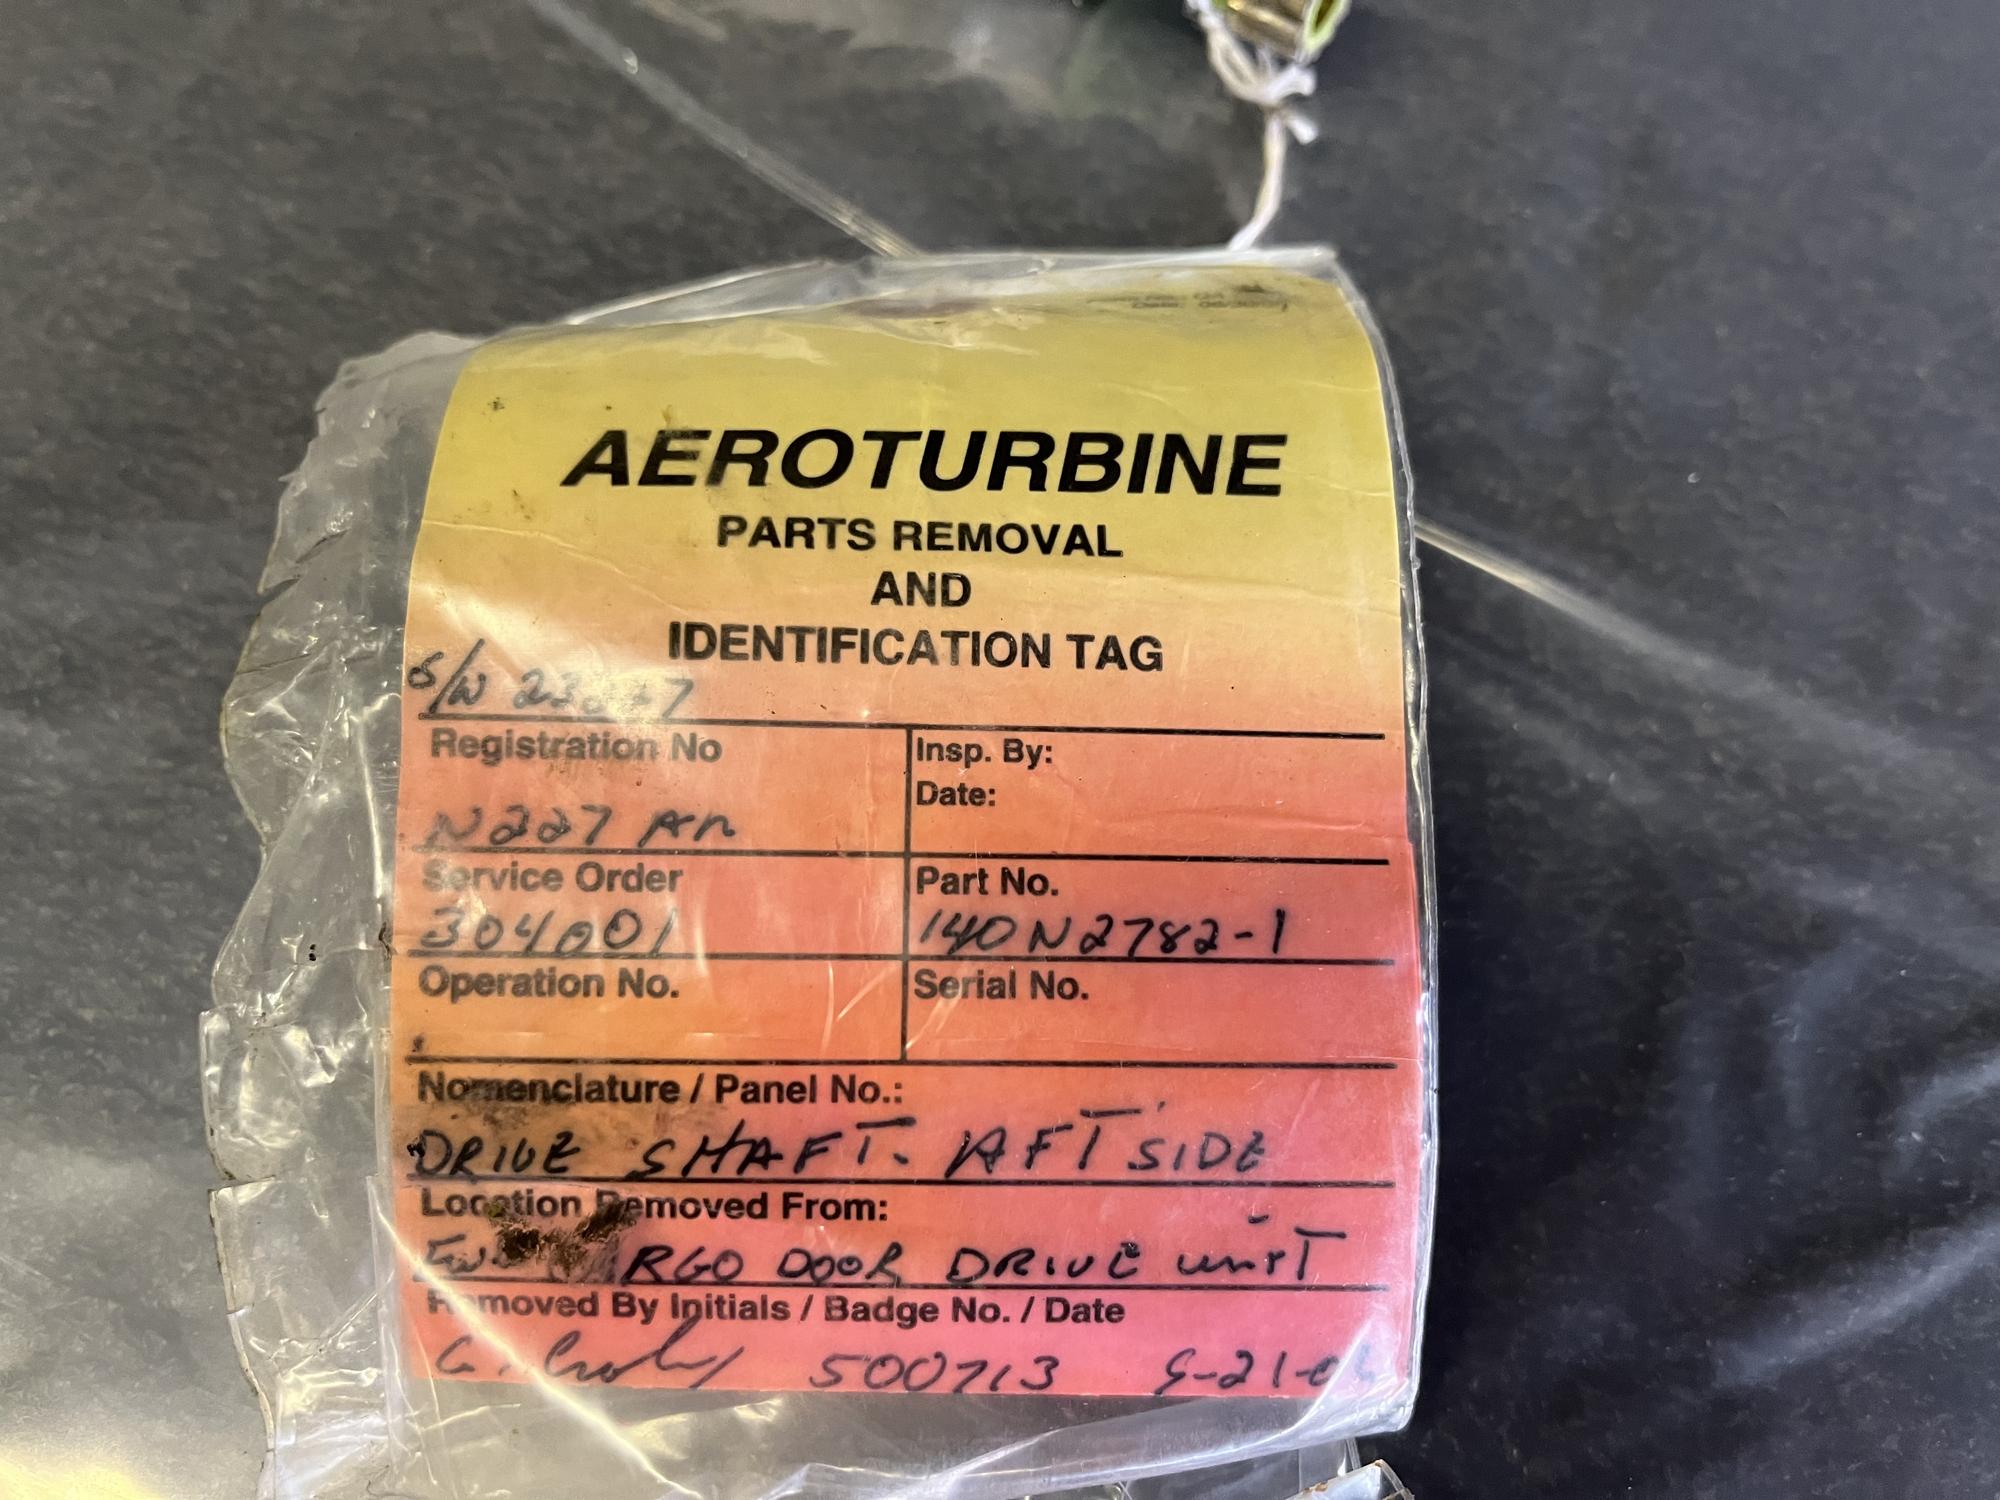 AEROTURBINE
PARTS REMOVAL
AND
IDENTIFICATION TAG
S/N
Registration No
Insp. By:
Date:
N227 AN
Service Order
304001
Part No.
140N2782-1
Operation No.
Serial No.
Nomenclature / Panel No.:
DRIVE SHAFT. AFT SIDE
Location Removed From:
RGO DOOR DRIVE UNIT
Removed By Initials / Badge No. / Date
500713